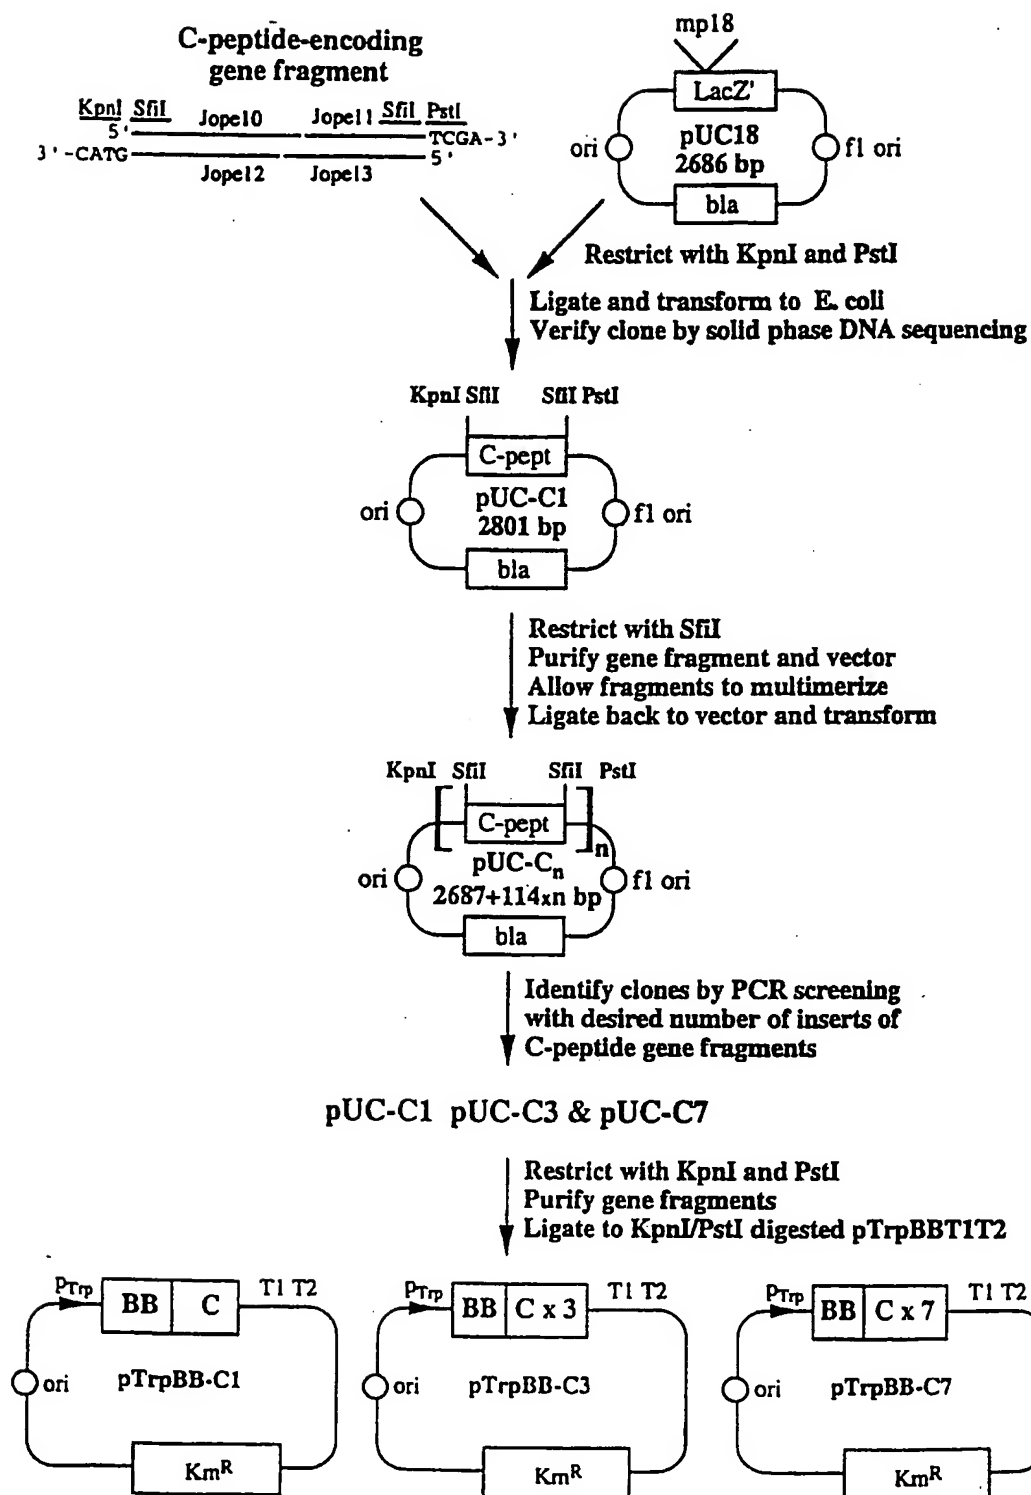 C-peptide-encoding
gene fragment
KpnI SfiI Jope10 Jope11 SfiI PstI
5' TCGA-3'
3'-CATG 5'
Jope12 Jope13
mp18
LacZ'
pUC18
2686 bp
ori
f1 ori
bla
Restrict with KpnI and PstI
Ligate and transform to E. coli
Verify clone by solid phase DNA sequencing
KpnI SfiI SfiI PstI
C-pept
pUC-C1
2801 bp
ori
f1 ori
bla
Restrict with SfiI
Purify gene fragment and vector
Allow fragments to multimerize
Ligate back to vector and transform
KpnI SfiI SfiI PstI
C-pept
n
pUC-Cn
2687+114xn bp
ori
f1 ori
bla
Identify clones by PCR screening
with desired number of inserts of
C-peptide gene fragments
pUC-C1 pUC-C3 & pUC-C7
Restrict with KpnI and PstI
Purify gene fragments
Ligate to KpnI/PstI digested pTrpBBT1T2
PTrp BB C T1 T2
ori
pTrpBB-C1
KmR
PTrp BB C x 3 T1 T2
ori
pTrpBB-C3
KmR
PTrp BB C x 7 T1 T2
ori
pTrpBB-C7
KmR